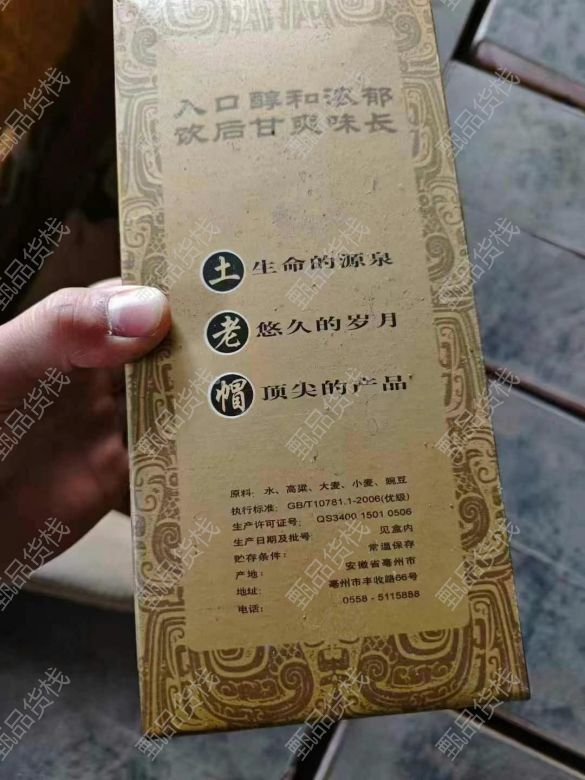 入口醇和浓郁
饮后甘爽味长
土 生命的源泉
老 悠久的岁月
帽 顶尖的产品
原料: 水、高粱、大麦、小麦、豌豆
执行标准: GB/T10781.1-2006(优级)
生产许可证号: QS3400 1501 0506
生产日期及批号: 见盒内
贮存条件: 常温保存
产地: 安徽省亳州市
地址: 亳州市丰收路66号
电话: 0558-5115888
甄品货栈